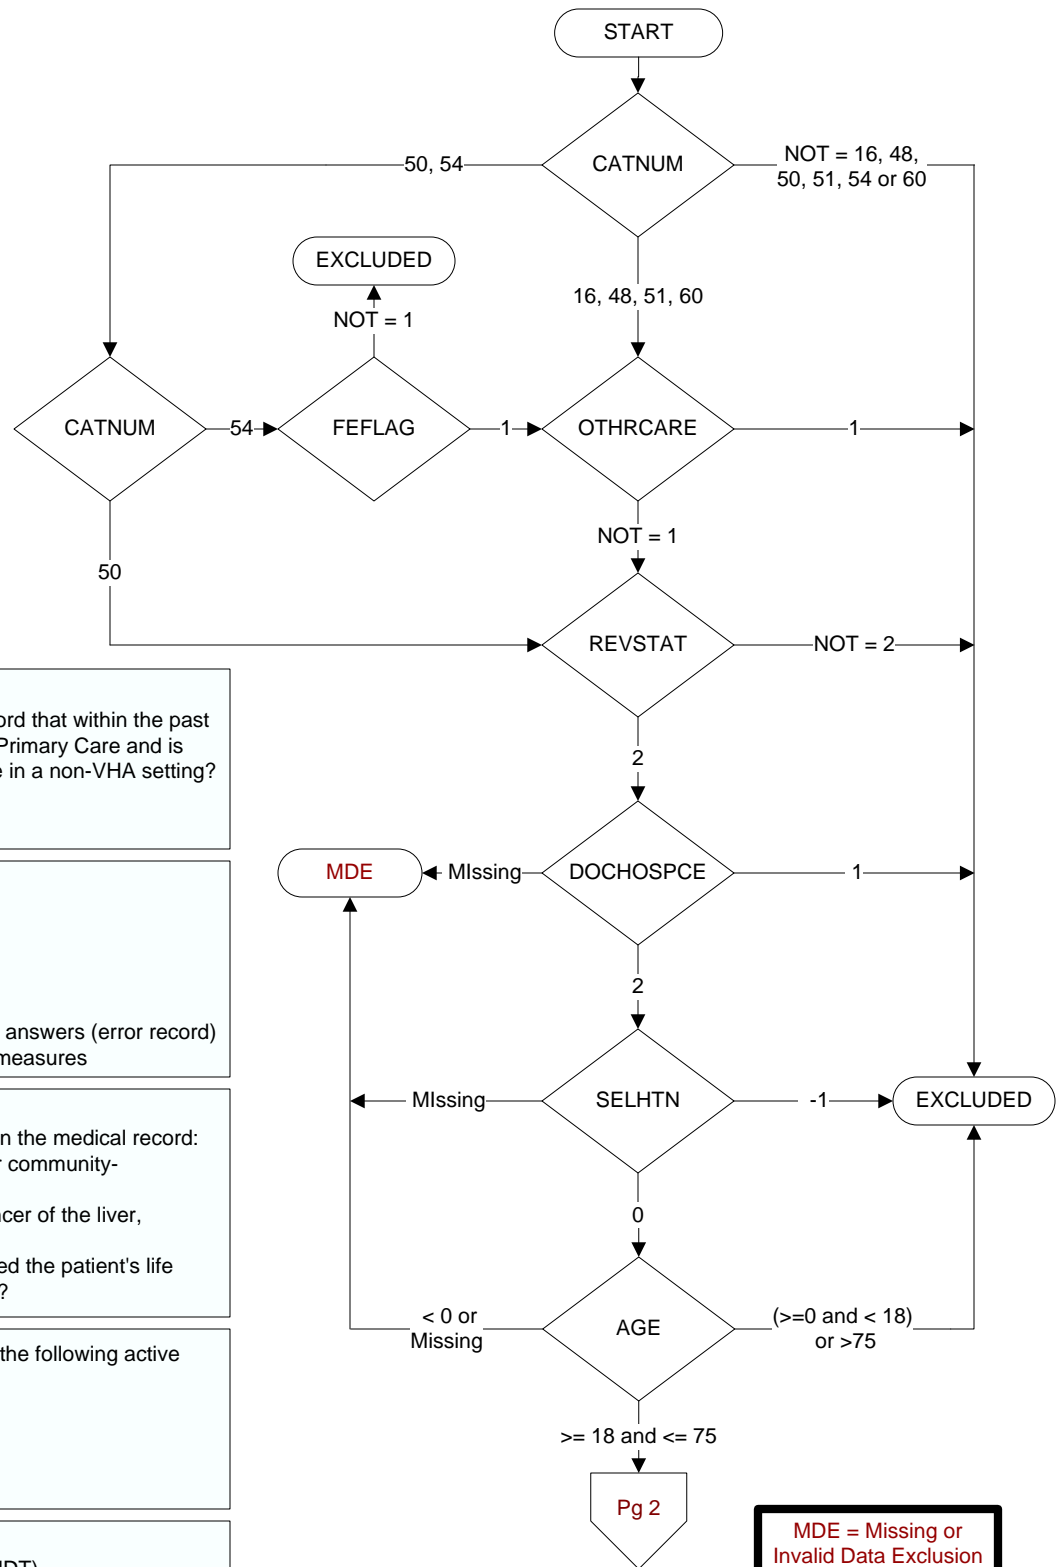 START
CATNUM
50, 54
NOT = 16, 48,
50, 51, 54 or 60
EXCLUDED
16, 48, 51, 60
NOT = 1
CATNUM
54
FEFLAG
1
OTHRCARE
1
NOT = 1
50
REVSTAT
NOT = 2
ord that within the past
Primary Care and is
e in a non-VHA setting?
2
MDE
MIssing
DOCHOSPCE
1
2
answers (error record)
measures
MIssing
SELHTN
-1
EXCLUDED
n the medical record:
r community-
ncer of the liver,
ed the patient's life
?
0
< 0 or
Missing
AGE
(>=0 and < 18)
or >75
the following active
>= 18 and <= 75
Pg 2
MDE = Missing or
Invalid Data Exclusion